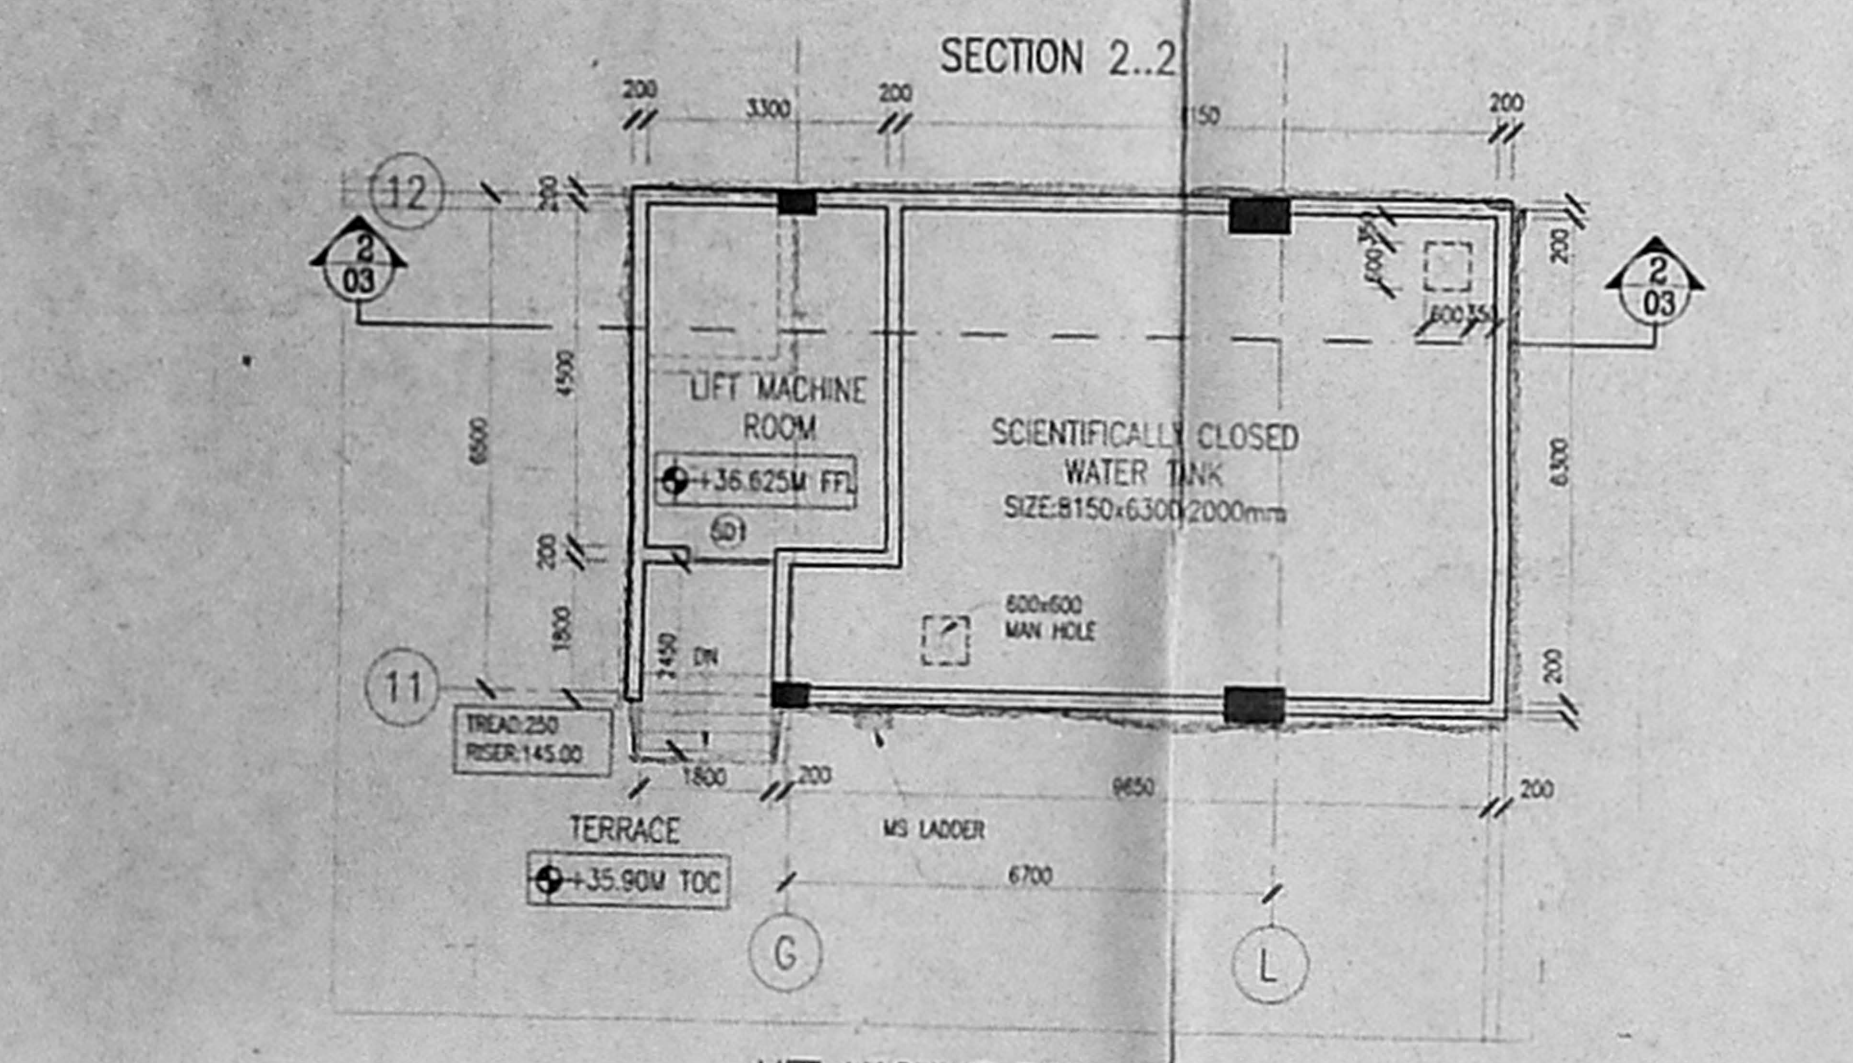 SECTION 2..2
200
3300
200
150
200
12
200
2
03
200
2
03
350
600
600
350
4500
6500
LIFT MACHINE
ROOM
+36.625M FFL
SD1
SCIENTIFICALLY CLOSED
WATER TANK
SIZE:8150x6300x2000mm
6300
200
1800
600x600
MAN HOLE
2450
DN
200
11
TREAD:250
RISER:145.00
1800
200
9650
200
TERRACE
MS LADDER
+35.90M TOC
6700
G
L